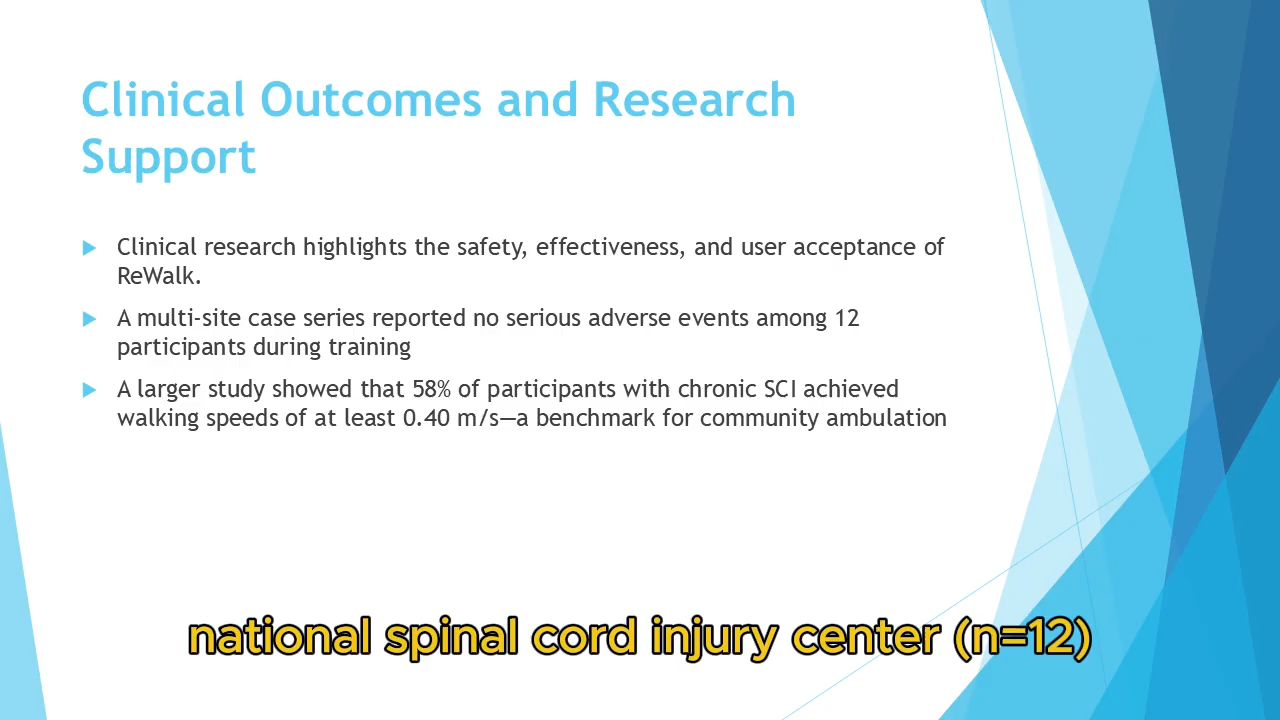 Clinical Outcomes and Research
Support
Clinical research highlights the safety, effectiveness, and user acceptance of
ReWalk.
A multi-site case series reported no serious adverse events among 12
participants during training
A larger study showed that 58% of participants with chronic SCI achieved
walking speeds of at least 0.40 m/s—a benchmark for community ambulation
national spinal cord injury center (n=12)